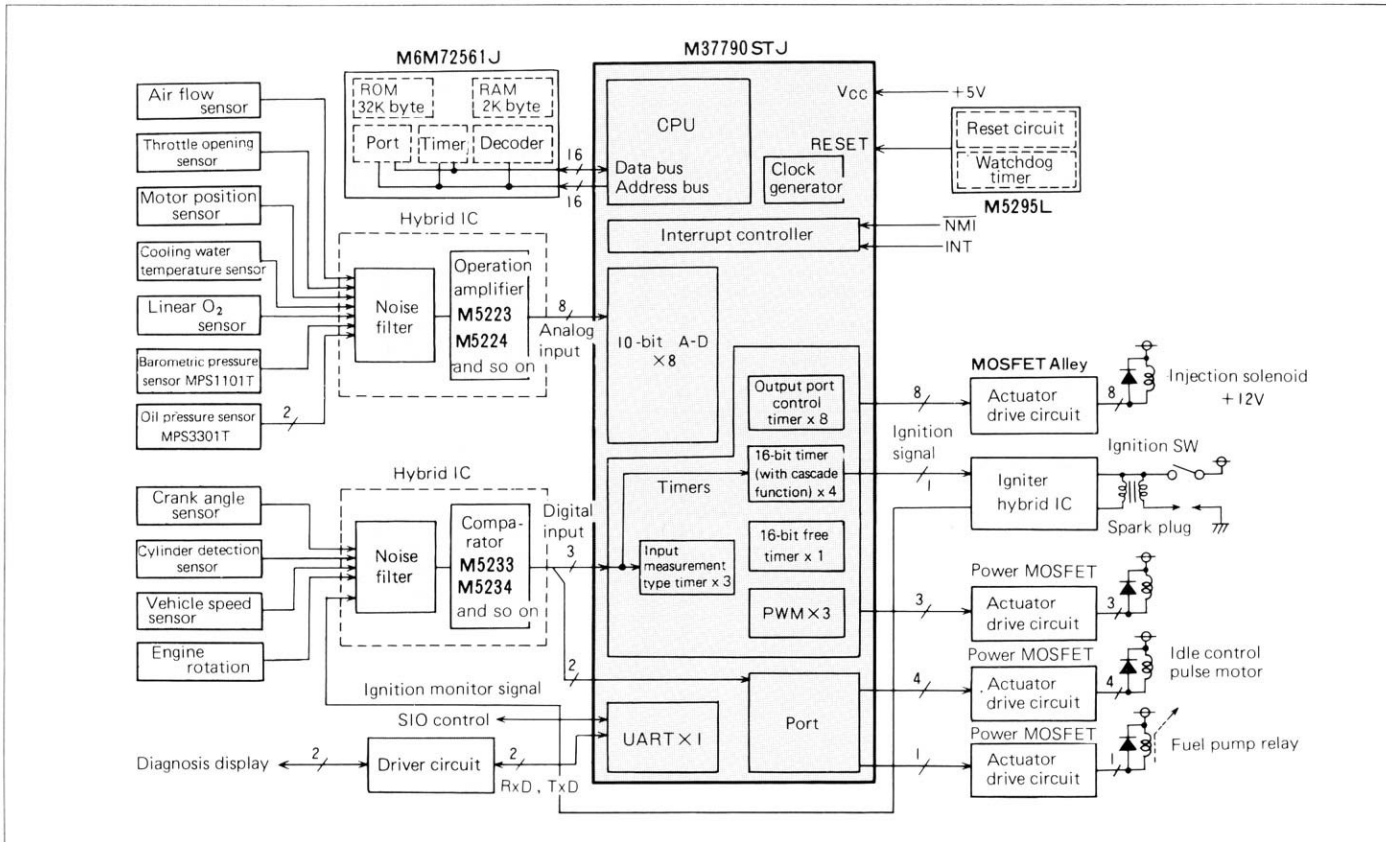 M6M72561J
M37790STJ
ROM
32K byte
RAM
2K byte
Port
Timer
Decoder
16
16
Air flow
sensor
Throttle opening
sensor
Motor position
sensor
Cooling water
temperature sensor
Linear O2
sensor
Barometric pressure
sensor MPS1101T
Oil pressure sensor
MPS3301T
2
Hybrid IC
Noise
filter
Operation
amplifier
M5223
M5224
and so on
8
Analog
input
Crank angle
sensor
Cylinder detection
sensor
Vehicle speed
sensor
Engine
rotation
Hybrid IC
Noise
filter
Compa-
rator
M5233
M5234
and so on
Digital
input
3
2
Ignition monitor signal
SIO control
Diagnosis display
2
Driver circuit
2
RxD, TxD
CPU
Data bus
Address bus
Clock
generator
VCC
RESET
Interrupt controller
10-bit A-D
×8
Timers
Output port
control
timer x 8
16-bit timer
(with cascade
function) x 4
16-bit free
timer x 1
Input
measurement
type timer x 3
PWM×3
UART×1
Port
+5V
Reset circuit
Watchdog
timer
M5295L
NMI
INT
MOSFET Alley
8
Actuator
drive circuit
8
Injection solenoid
+12V
Ignition
signal
1
Igniter
hybrid IC
Ignition SW
Spark plug
Power MOSFET
3
Actuator
drive circuit
3
Power MOSFET
4
Actuator
drive circuit
4
Idle control
pulse motor
Power MOSFET
1
Actuator
drive circuit
1
Fuel pump relay